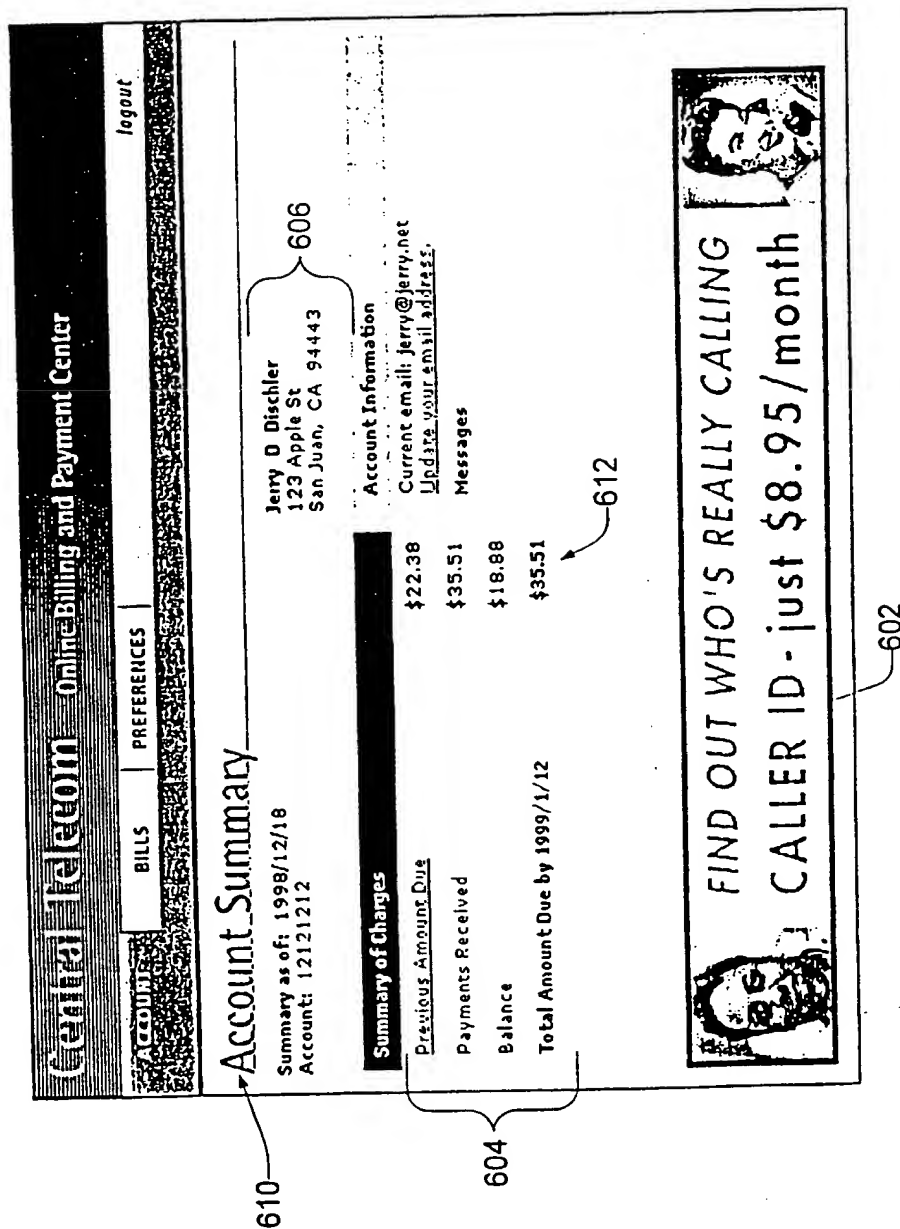 Central Telecom Online Billing and Payment Center
ACCOUNT BILLS PREFERENCES logout
610
Account Summary
Summary as of: 1998/12/18
Account: 12121212
Jerry D Dischler
123 Apple St
San Juan, CA 94443
606
Summary of Charges
Previous Amount Due $22.38
Payments Received $35.51
Balance $18.88
Total Amount Due by 1999/1/12 $35.51
604
612
Account Information
Current email: jerry@jerry.net
Update your email address.
Messages
FIND OUT WHO'S REALLY CALLING
CALLER ID - just $8.95/month
602